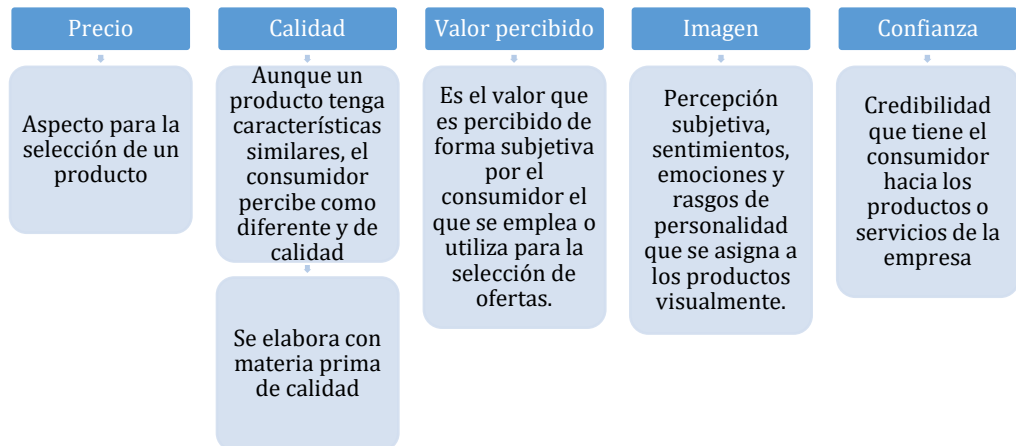 Precio
Aspecto para la
selección de un
producto
Calidad
Aunque un
producto tenga
características
similares, el
consumidor
percibe como
diferente y de
calidad
Se elabora con
materia prima
de calidad
Valor percibido
Es el valor que
es percibido de
forma subjetiva
por el
consumidor el
que se emplea o
utiliza para la
selección de
ofertas.
Imagen
Percepción
subjetiva,
sentimientos,
emociones y
rasgos de
personalidad
que se asigna a
los productos
visualmente.
Confianza
Credibilidad
que tiene el
consumidor
hacia los
productos o
servicios de la
empresa